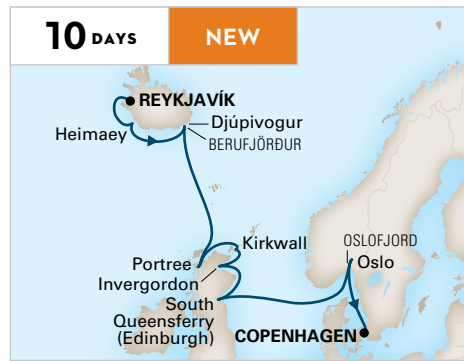 10 DAYS
NEW
REYKJAVÍK
Heimaey
Djúpivogur
BERUFJÖRÐUR
Kirkwall
Portree
Invergordon
South
Queensferry
(Edinburgh)
OSLOFJORD
Oslo
COPENHAGEN